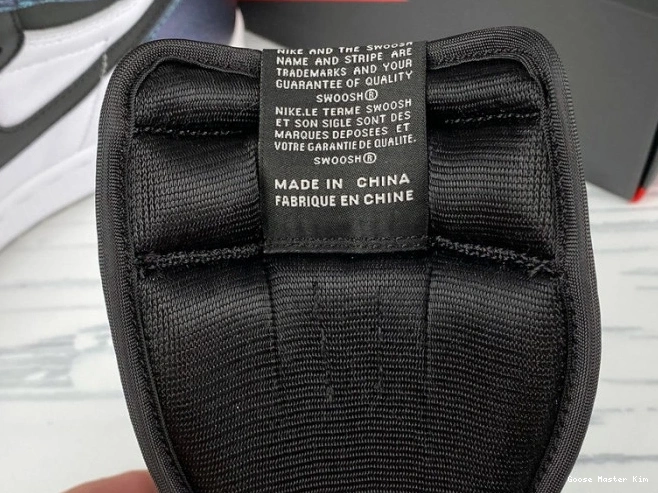 NIKE AND THE SWOOSH
NAME AND STRIPE ARE
TRADEMARKS AND YOUR
GUARANTEE OF QUALITY
SWOOSH®
NIKE.LE TERME SWOOSH
ET SON SIGLE SONT DES
MARQUES DEPOSEES ET
VOTRE GARANTIE DE QUALITE.
SWOOSH®
MADE IN CHINA
FABRIQUE EN CHINE
Goose Master Kim